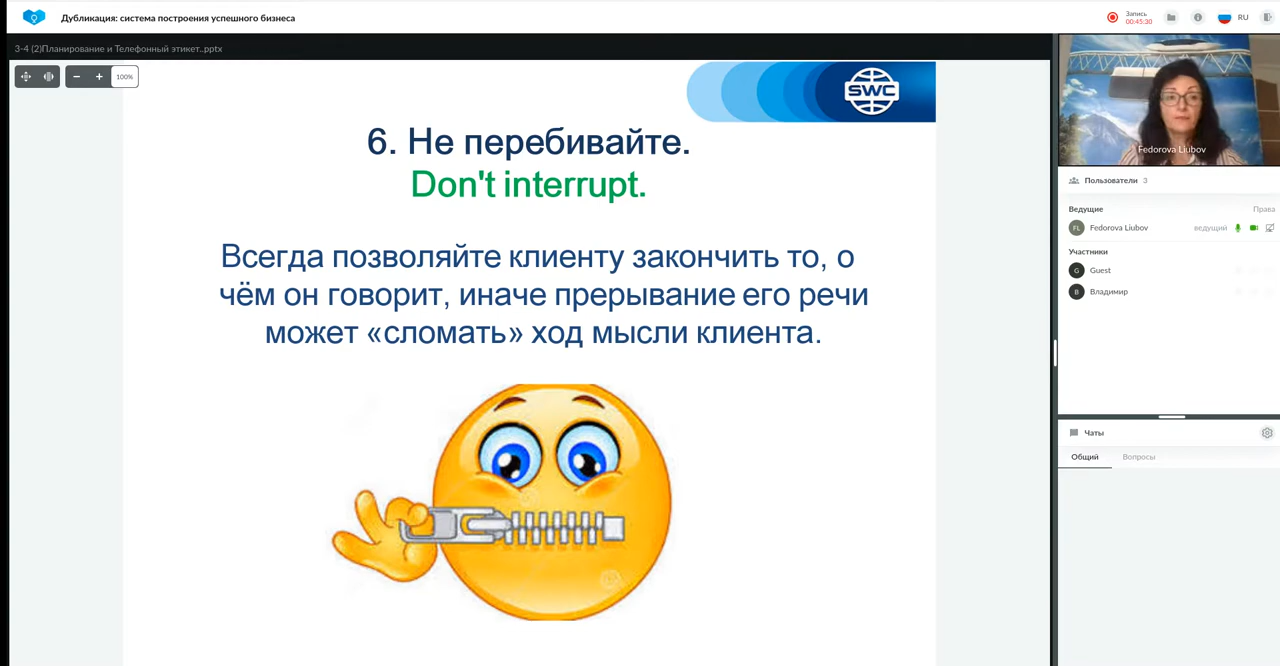 Дубликация: система построения успешного бизнеса
Запись
00:45:30
RU
3-4 (2)Планирование и Телефонный этикет..pptx
100%
SWC
6. Не перебивайте.
Don't interrupt.
Всегда позволяйте клиенту закончить то, о
чём он говорит, иначе прерывание его речи
может «сломать» ход мысли клиента.
Fedorova Liubov
Пользователи 3
Ведущие Права
FL Fedorova Liubov ведущий
Участники
G Guest
В Владимир
Чаты
Общий Вопросы